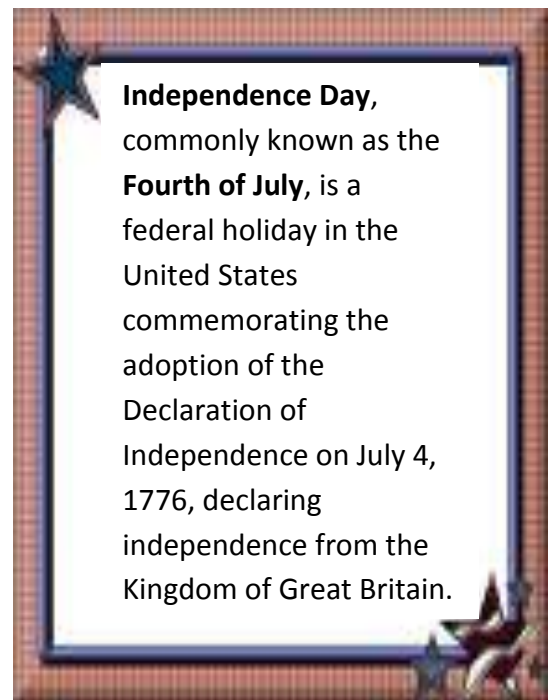 Independence Day,
commonly known as the
Fourth of July, is a
federal holiday in the
United States
commemorating the
adoption of the
Declaration of
Independence on July 4,
1776, declaring
independence from the
Kingdom of Great Britain.